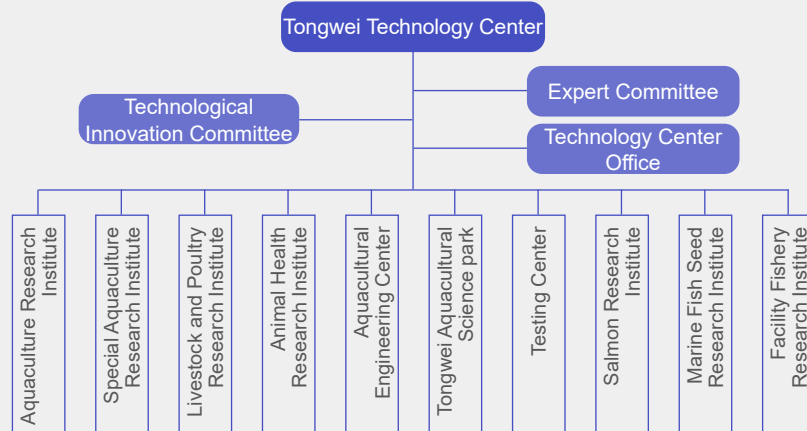 Tongwei Technology Center
Expert Committee
Technological
Innovation Committee
Technology Center
Office
Aquaculture Research
Institute
Special Aquaculture
Research Institute
Livestock and Poultry
Research Institute
Animal Health
Research Institute
Aquacultural
Engineering Center
Tongwei Aquacultural
Science park
Testing Center
Salmon Research
Institute
Marine Fish Seed
Research Institute
Facility Fishery
Research Institute